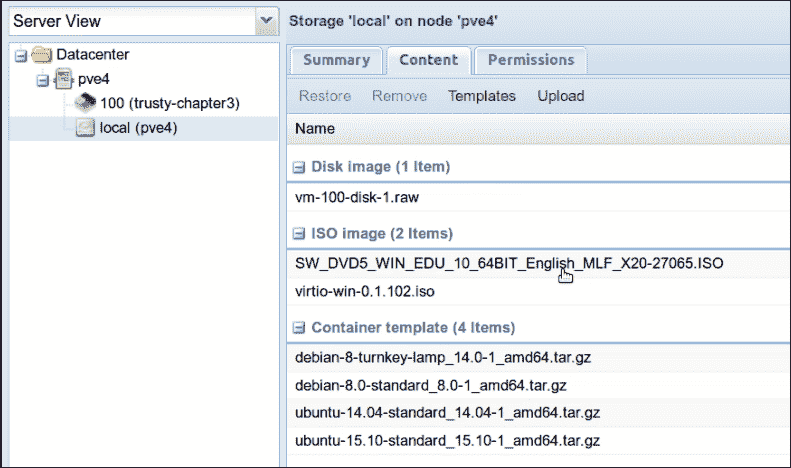 Server View
Datacenter
pve4
100 (trusty-chapter3)
local (pve4)
Storage 'local' on node 'pve4'
Summary Content Permissions
Restore Remove Templates Upload
Name
Disk image (1 Item)
vm-100-disk-1.raw
ISO image (2 Items)
SW_DVD5_WIN_EDU_10_64BIT_English_MLF_X20-27065.ISO
virtio-win-0.1.102.iso
Container template (4 Items)
debian-8-turnkey-lamp_14.0-1_amd64.tar.gz
debian-8.0-standard_8.0-1_amd64.tar.gz
ubuntu-14.04-standard_14.04-1_amd64.tar.gz
ubuntu-15.10-standard_15.10-1_amd64.tar.gz